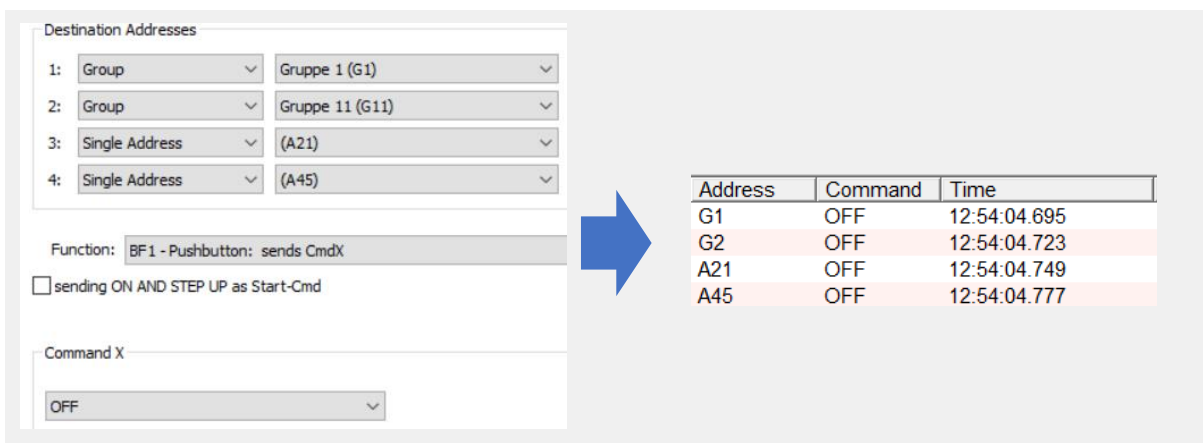 Destination Addresses
1: Group Gruppe 1 (G1)
2: Group Gruppe 11 (G11)
3: Single Address (A21)
4: Single Address (A45)
Function: BF1 - Pushbutton: sends CmdX
sending ON AND STEP UP as Start-Cmd
Command X
OFF
Address Command Time
G1 OFF 12:54:04.695
G2 OFF 12:54:04.723
A21 OFF 12:54:04.749
A45 OFF 12:54:04.777